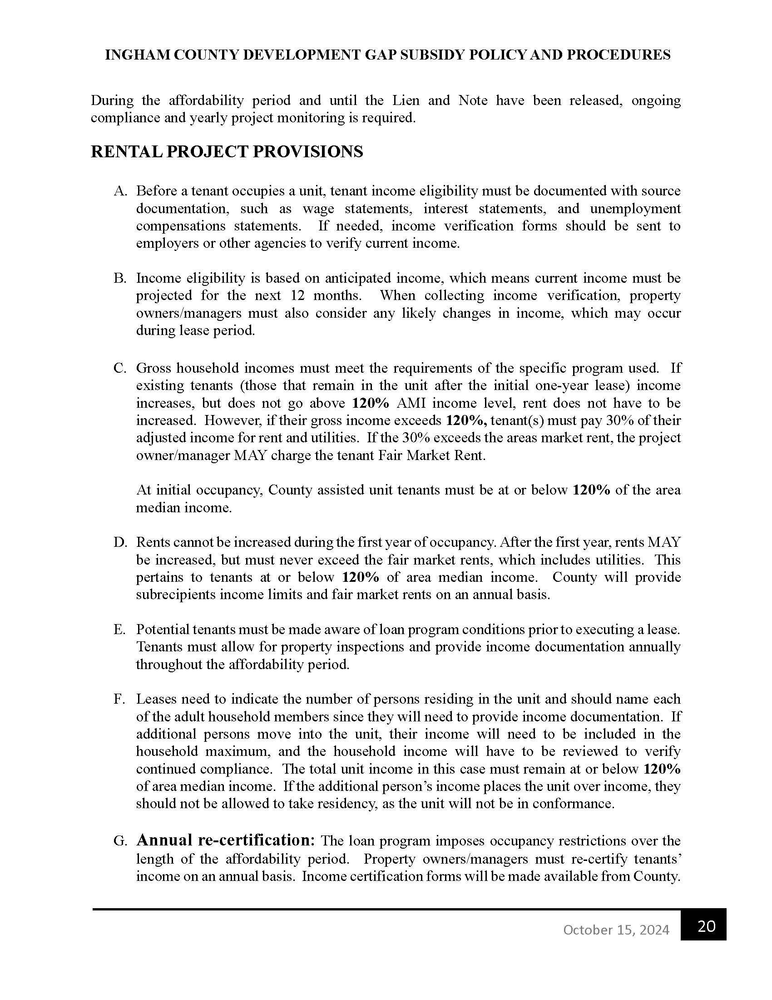 INGHAM COUNTY DEVELOPMENT GAP SUBSIDY POLICY AND PROCEDURES
During the affordability period and until the Lien and Note have been released, ongoing
compliance and yearly project monitoring is required.
RENTAL PROJECT PROVISIONS
A. Before a tenant occupies a unit, tenant income eligibility must be documented with source
documentation, such as wage statements, interest statements, and unemployment
compensations statements. If needed, income verification forms should be sent to
employers or other agencies to verify current income.
B. Income eligibility is based on anticipated income, which means current income must be
projected for the next 12 months. When collecting income verification, property
owners/managers must also consider any likely changes in income, which may occur
during lease period.
C. Gross household incomes must meet the requirements of the specific program used. If
existing tenants (those that remain in the unit after the initial one-year lease) income
increases, but does not go above 120% AMI income level, rent does not have to be
increased. However, if their gross income exceeds 120%, tenant(s) must pay 30% of their
adjusted income for rent and utilities. If the 30% exceeds the areas market rent, the project
owner/manager MAY charge the tenant Fair Market Rent.
At initial occupancy, County assisted unit tenants must be at or below 120% of the area
median income.
D. Rents cannot be increased during the first year of occupancy. After the first year, rents MAY
be increased, but must never exceed the fair market rents, which includes utilities. This
pertains to tenants at or below 120% of area median income. County will provide
subrecipients income limits and fair market rents on an annual basis.
E. Potential tenants must be made aware of loan program conditions prior to executing a lease.
Tenants must allow for property inspections and provide income documentation annually
throughout the affordability period.
F. Leases need to indicate the number of persons residing in the unit and should name each
of the adult household members since they will need to provide income documentation. If
additional persons move into the unit, their income will need to be included in the
household maximum, and the household income will have to be reviewed to verify
continued compliance. The total unit income in this case must remain at or below 120%
of area median income. If the additional person’s income places the unit over income, they
should not be allowed to take residency, as the unit will not be in conformance.
G. Annual re-certification: The loan program imposes occupancy restrictions over the
length of the affordability period. Property owners/managers must re-certify tenants’
income on an annual basis. Income certification forms will be made available from County.
October 15, 2024
20